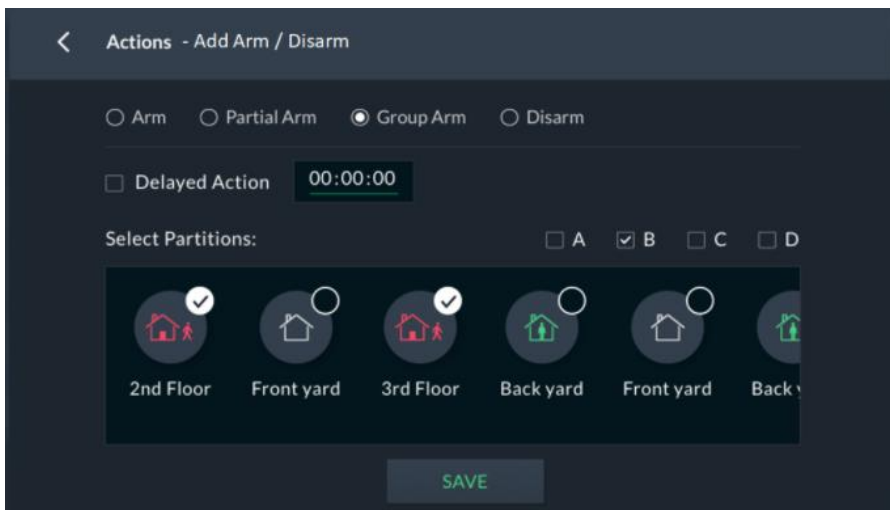 Actions - Add Arm / Disarm
Arm Partial Arm Group Arm Disarm
Delayed Action 00:00:00
Select Partitions: A B C D
2nd Floor Front yard 3rd Floor Back yard Front yard Back
SAVE